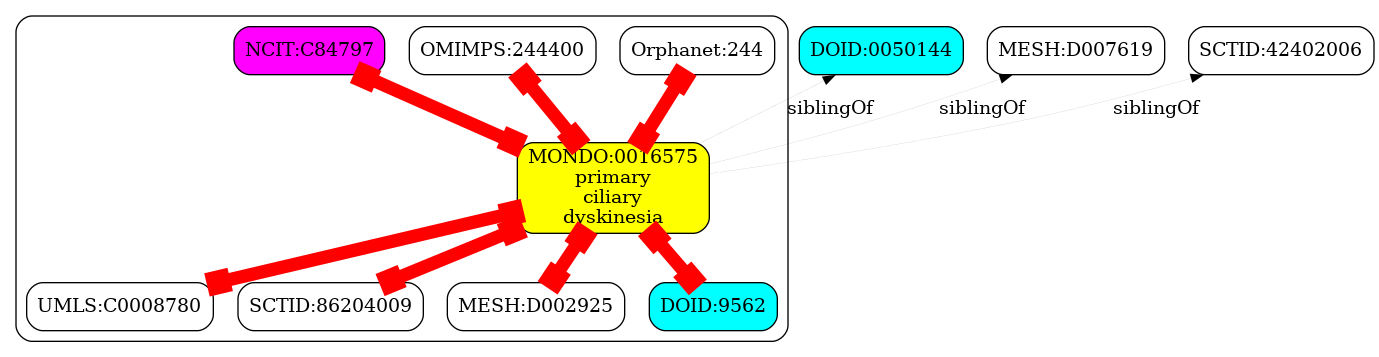 NCIT:C84797
OMIMPS:244400
Orphanet:244
DOID:0050144
MESH:D007619
SCTID:42402006
siblingOf
siblingOf
siblingOf
MONDO:0016575
primary
ciliary
dyskinesia
UMLS:C0008780
SCTID:86204009
MESH:D002925
DOID:9562